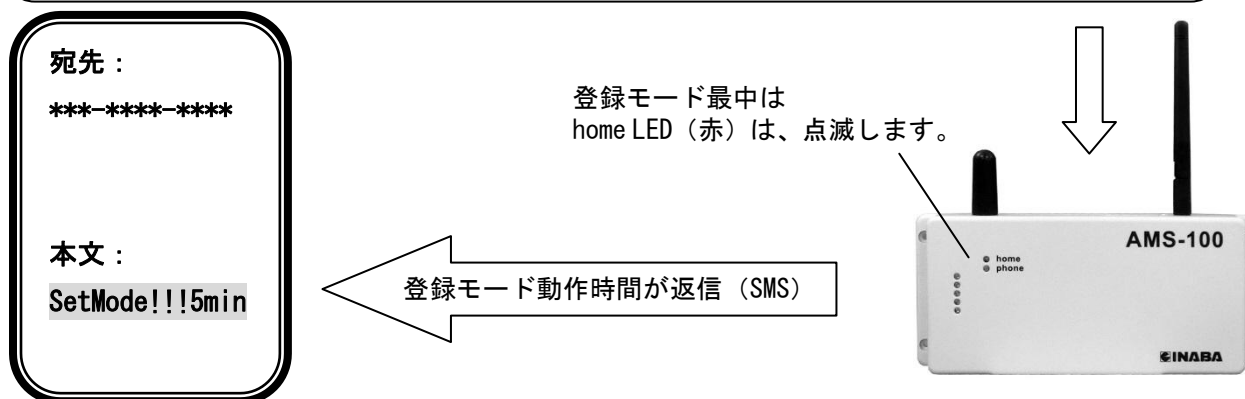 宛先：
***-****-****
登録モード最中は
home LED（赤）は、点滅します。
AMS-100
home
phone
本文：
SetMode!!!5min
登録モード動作時間が返信（SMS）
INABA